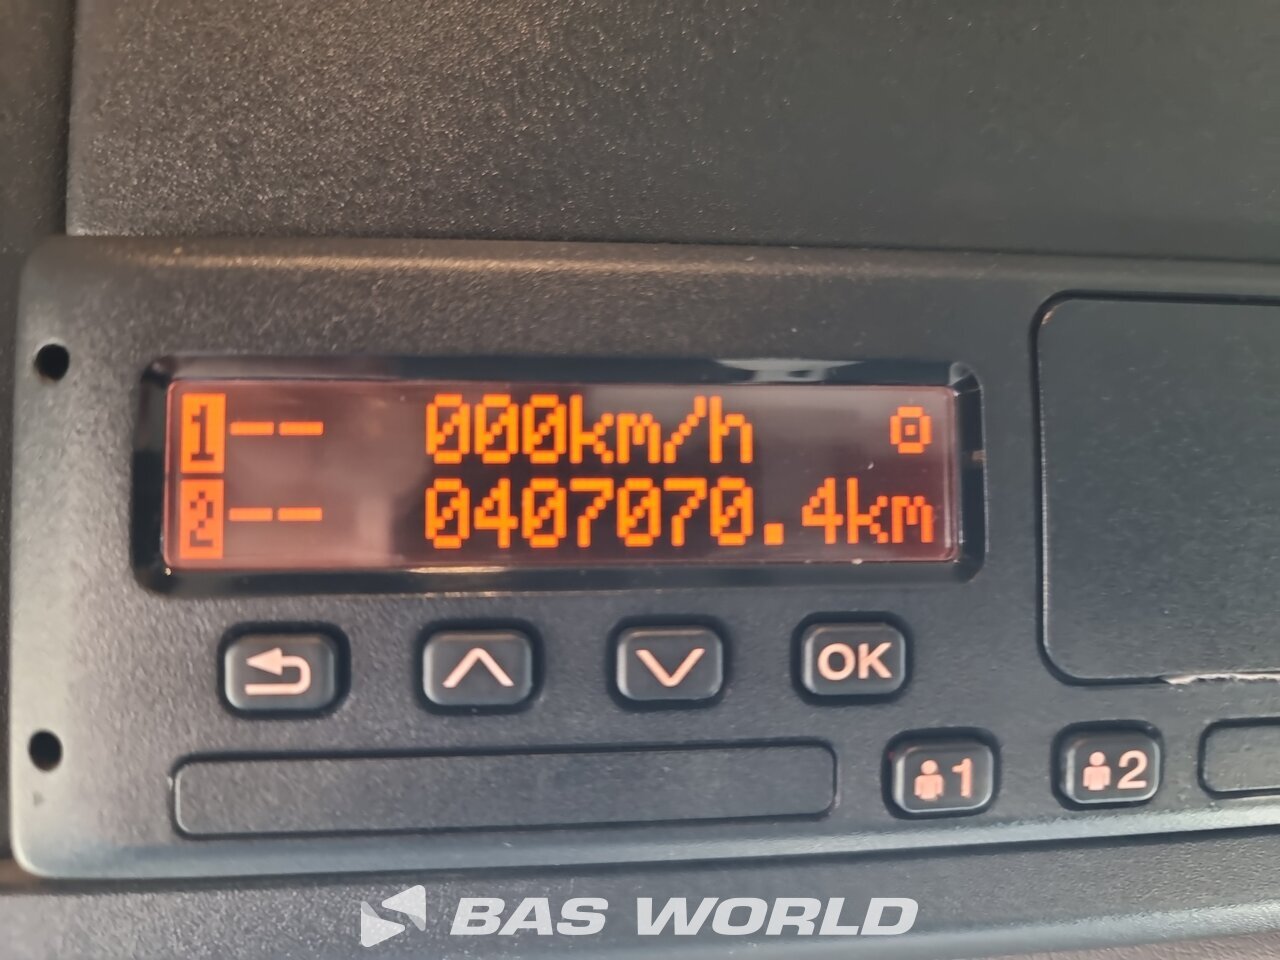 1 -- 000km/h o
2 -- 0407070.4km
OK
1 2
BAS WORLD